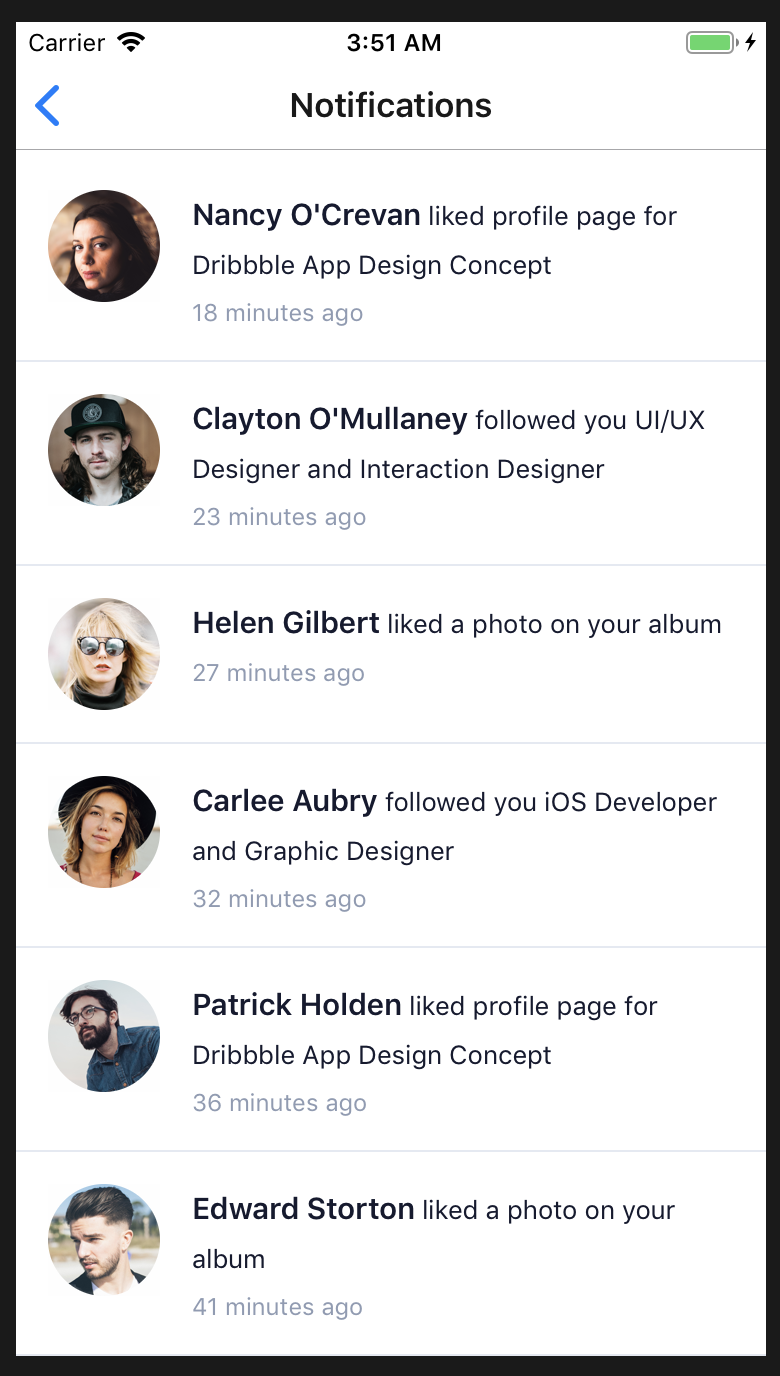 Carrier 3:51 AM
Notifications
Nancy O'Crevan liked profile page for
Dribbble App Design Concept
18 minutes ago
Clayton O'Mullaney followed you UI/UX
Designer and Interaction Designer
23 minutes ago
Helen Gilbert liked a photo on your album
27 minutes ago
Carlee Aubry followed you iOS Developer
and Graphic Designer
32 minutes ago
Patrick Holden liked profile page for
Dribbble App Design Concept
36 minutes ago
Edward Storton liked a photo on your
album
41 minutes ago